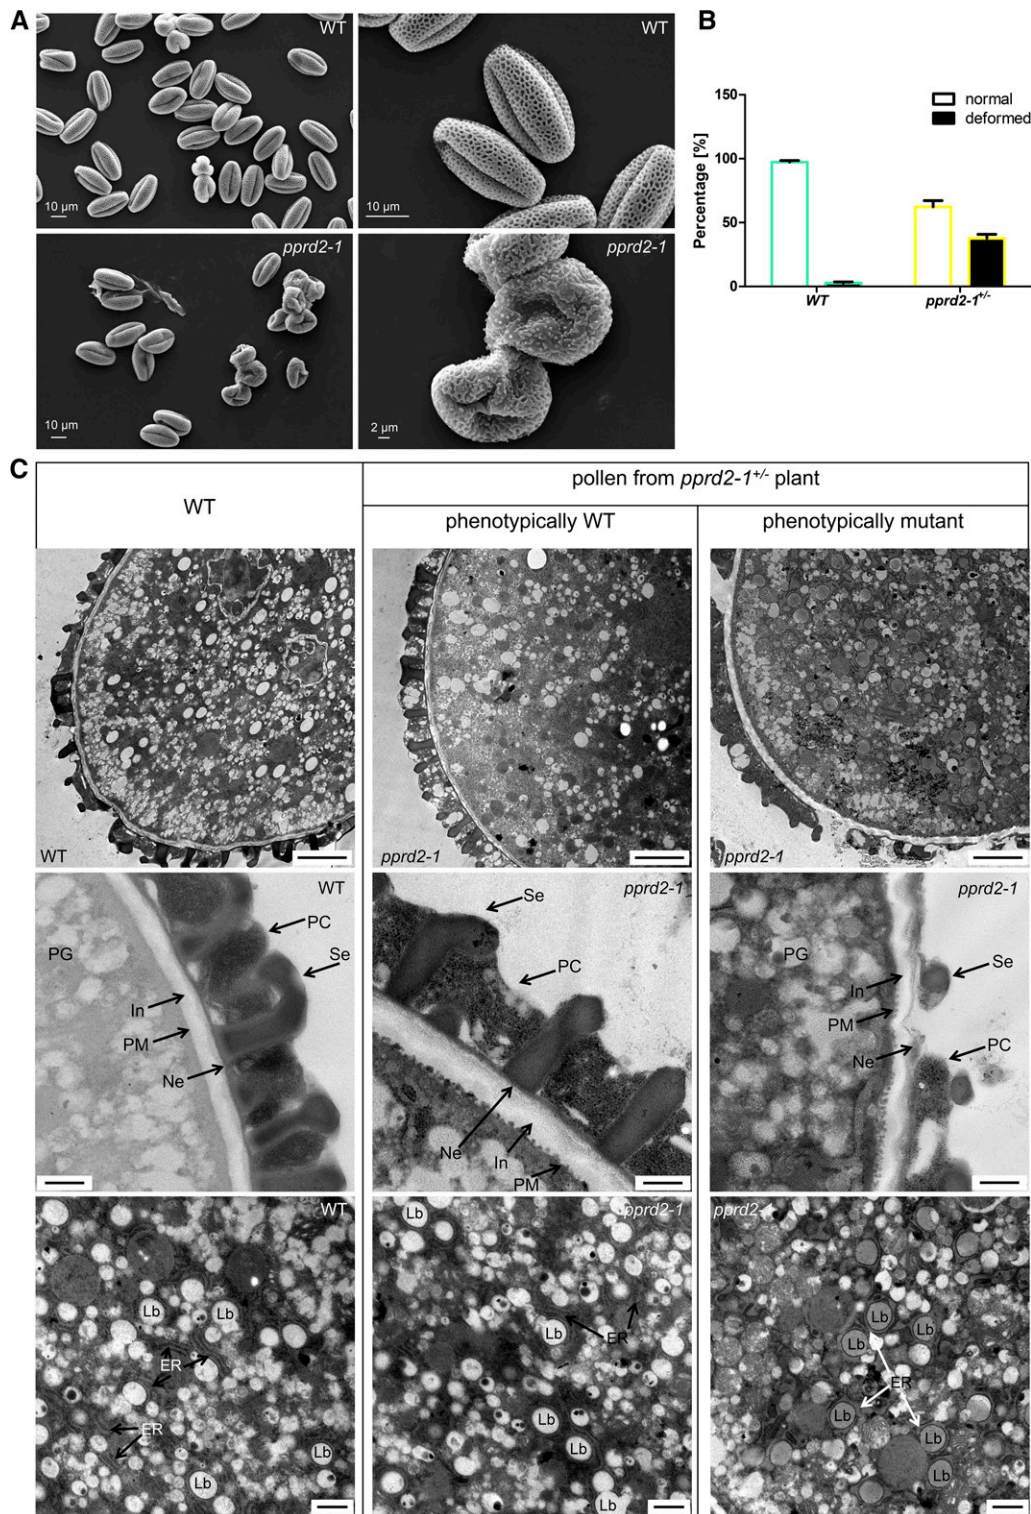 A
WT
10 µm
WT
10 µm
pprd2-1
10 µm
pprd2-1
2 µm
B
normal
deformed
Percentage [%]
100
50
0
WT
pprd2-1+/-
C
WT
pollen from pprd2-1+/- plant
phenotypically WT
phenotypically mutant
WT
pprd2-1
pprd2-1
WT
PC
PG
Se
In
PM
Ne
pprd2-1
Se
PC
Ne
In
PM
pprd2-1
PG
Se
In
PM
PC
Ne
WT
Lb
Lb
ER
ER
Lb
Lb
pprd2-1
Lb
ER
Lb
Lb
Lb
Lb
pprd2-
Lb
Lb
Lb
ER
Lb
Lb
Lb